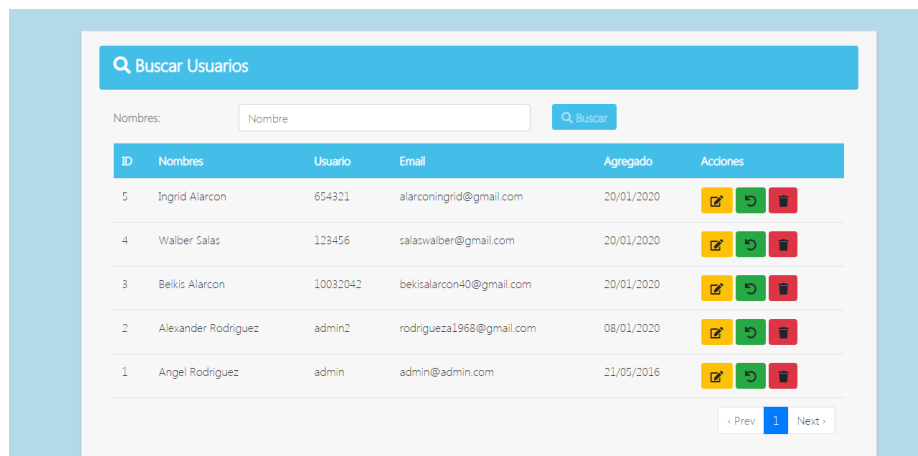 Buscar Usuarios
Nombres: Nombre Buscar
ID Nombres Usuario Email Agregado Acciones
5 Ingrid Alarcon 654321 alarconingrid@gmail.com 20/01/2020
4 Walber Salas 123456 salaswalber@gmail.com 20/01/2020
3 Belkis Alarcon 10032042 bekisalarcon40@gmail.com 20/01/2020
2 Alexander Rodriguez admin2 rodrigueza1968@gmail.com 08/01/2020
1 Angel Rodriguez admin admin@admin.com 21/05/2016
‹ Prev 1 Next ›